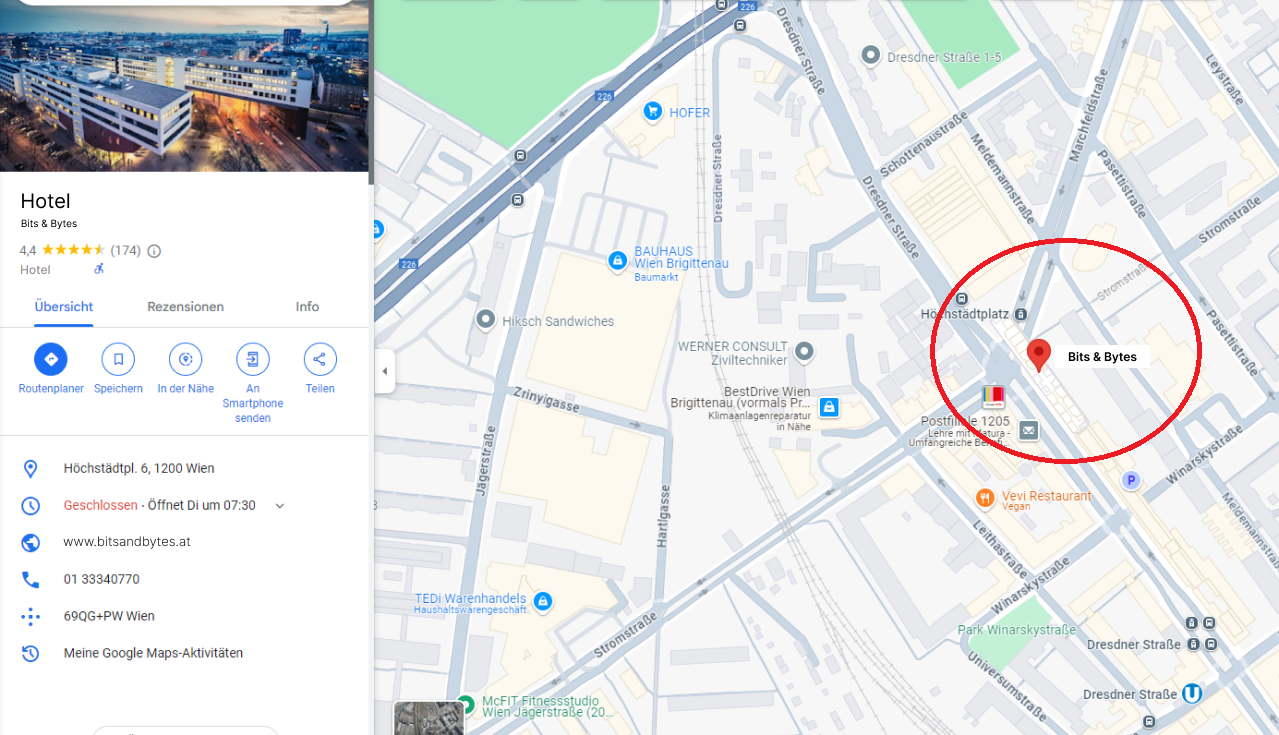 Hotel
Bits & Bytes
4,4 (174)
Hotel
Übersicht
Rezensionen
Info
Routenplaner
Speichern
In der Nähe
An
Smartphone
senden
Teilen
Höchstädtpl. 6, 1200 Wien
Geschlossen · Öffnet Di um 07:30
www.bitsandbytes.at
01 33340770
69QG+PW Wien
Meine Google Maps-Aktivitäten
226
Dresdner Straße
Dresdner Straße 1-5
Leystraße
226
HOFER
Marchfeldstraße
Schottenaustraße
Meldemannstraße
Pasettistraße
Dresdner Straße
Dresdner Straße
Stromstraße
226
BAUHAUS
Wien Brigittenau
Baumarkt
Stromstraße
Höchstädtplatz
Hiksch Sandwiches
Pasettistraße
WERNER CONSULT
Ziviltechniker
Bits & Bytes
BestDrive Wien
Brigittenau (vormals Pr...
Klimaanlagenreparatur
in Nähe
Zrinyigasse
Postfiliale 1205
Lehre mit Matura -
Umfangreiche Berufi...
Jägerstraße
Winarskystraße
P
Vevi Restaurant
Vegan
Hartlgasse
Meldemannstraße
Leithastraße
Winarskystraße
TEDi Warenhandels
Haushaltswarengeschäft
Stromstraße
Park Winarskystraße
Dresdner Straße
Universumstraße
Dresdner Straße
U
McFIT Fitnessstudio
Wien Jägerstraße (20...